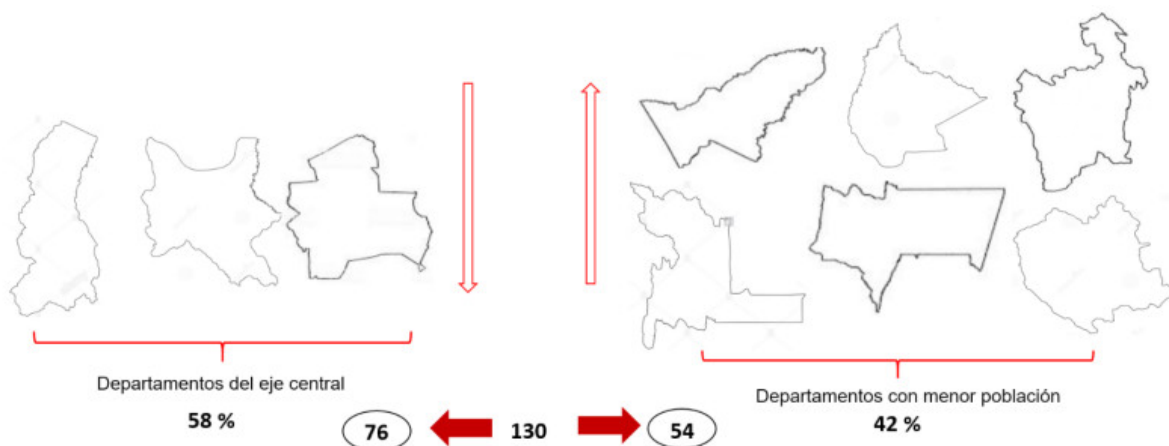 Departamentos del eje central
58 %
76
130
54
Departamentos con menor población
42 %